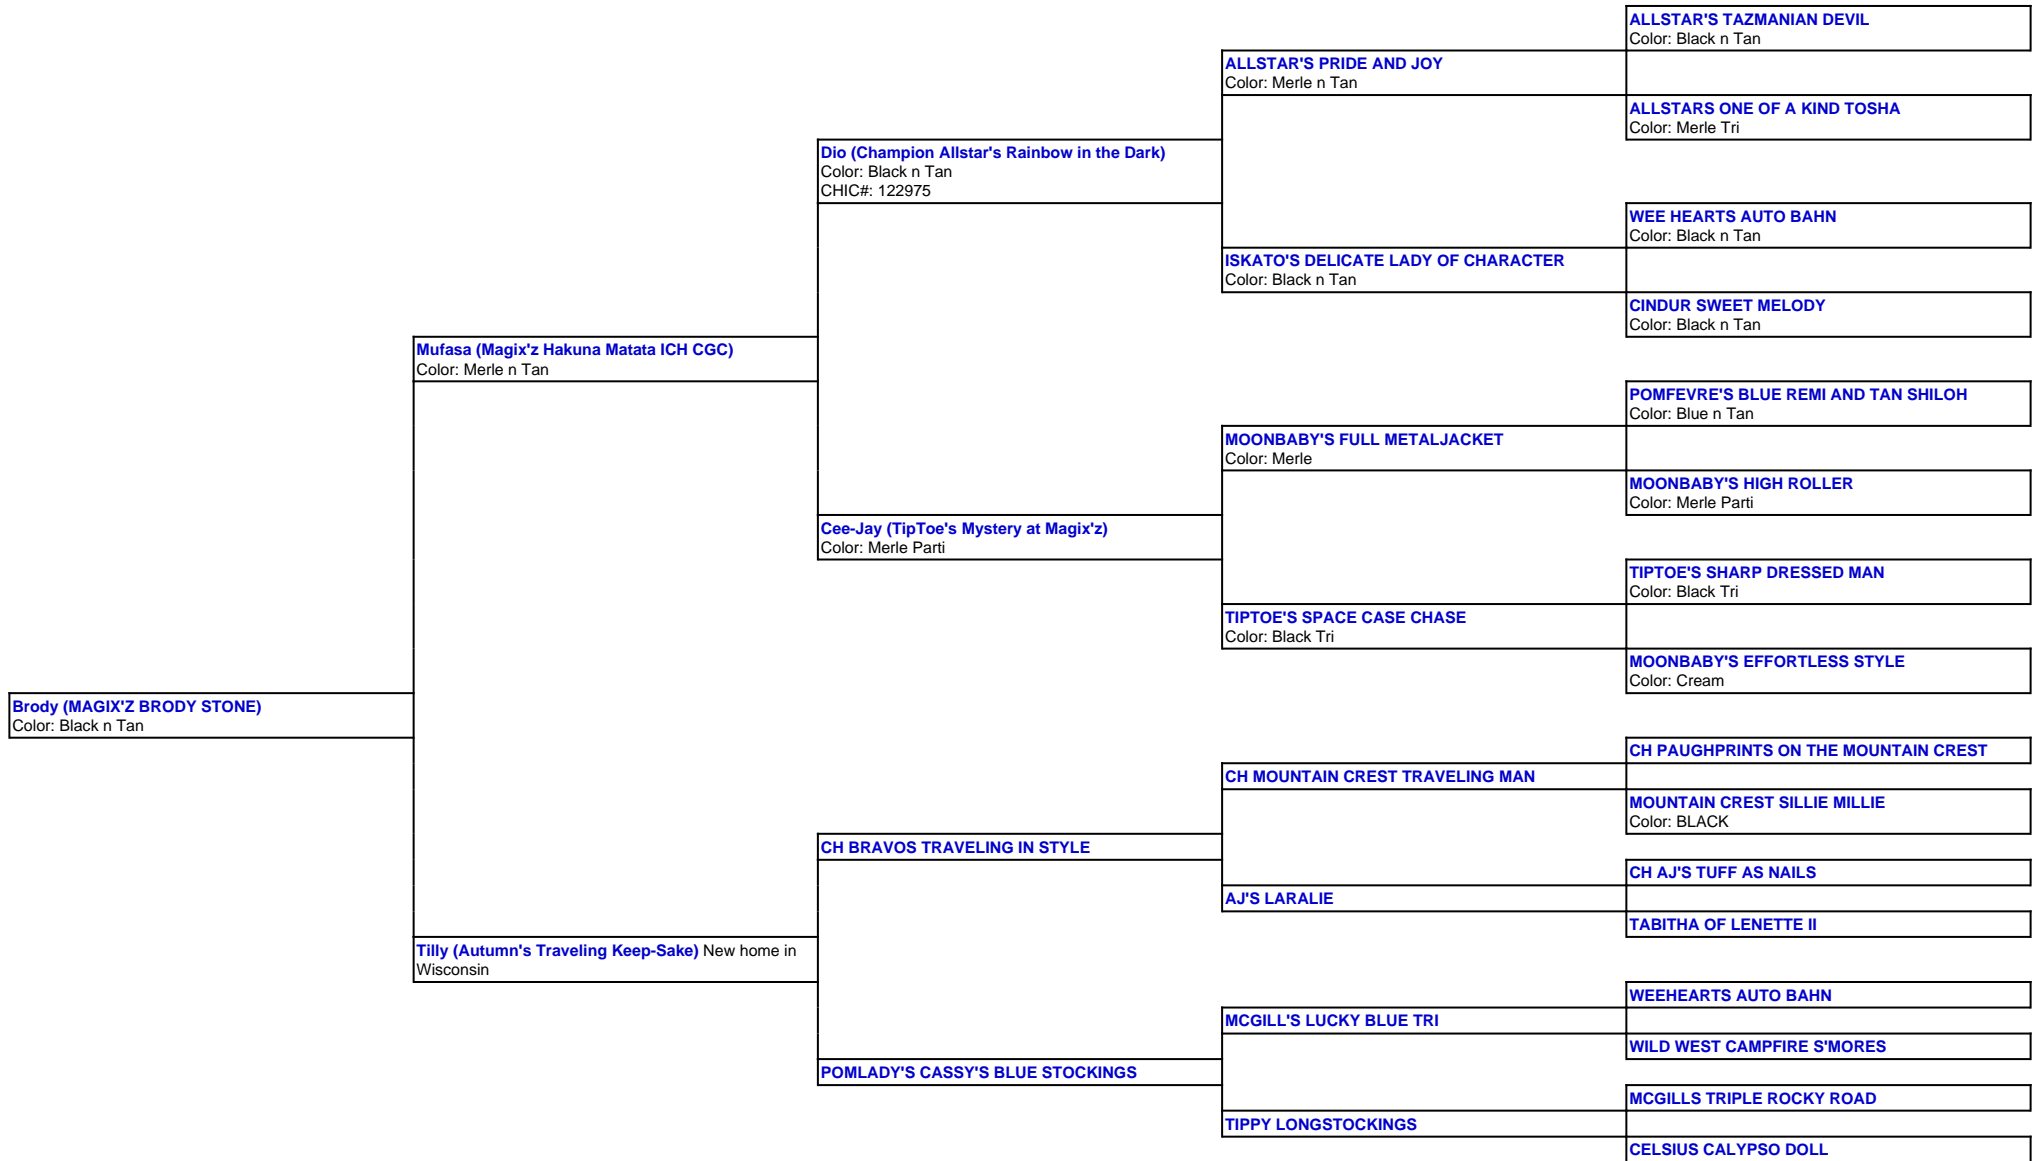 ALLSTAR'S TAZMANIAN DEVIL
Color: Black n Tan
ALLSTAR'S PRIDE AND JOY
Color: Merle n Tan
ALLSTARS ONE OF A KIND TOSHA
Color: Merle Tri
Dio (Champion Allstar's Rainbow in the Dark)
Color: Black n Tan
CHIC#: 122975
WEE HEARTS AUTO BAHN
Color: Black n Tan
ISKATO'S DELICATE LADY OF CHARACTER
Color: Black n Tan
CINDUR SWEET MELODY
Color: Black n Tan
Mufasa (Magix'z Hakuna Matata ICH CGC)
Color: Merle n Tan
POMFEVRE'S BLUE REMI AND TAN SHILOH
Color: Blue n Tan
MOONBABY'S FULL METALJACKET
Color: Merle
MOONBABY'S HIGH ROLLER
Color: Merle Parti
Cee-Jay (TipToe's Mystery at Magix'z)
Color: Merle Parti
TIPTOE'S SHARP DRESSED MAN
Color: Black Tri
TIPTOE'S SPACE CASE CHASE
Color: Black Tri
MOONBABY'S EFFORTLESS STYLE
Color: Cream
Brody (MAGIX'Z BRODY STONE)
Color: Black n Tan
CH PAUGHPRINTS ON THE MOUNTAIN CREST
CH MOUNTAIN CREST TRAVELING MAN
MOUNTAIN CREST SILLIE MILLIE
Color: BLACK
CH BRAVOS TRAVELING IN STYLE
CH AJ'S TUFF AS NAILS
AJ'S LARALIE
TABITHA OF LENETTE II
Tilly (Autumn's Traveling Keep-Sake) New home in
Wisconsin
WEEHEARTS AUTO BAHN
MCGILL'S LUCKY BLUE TRI
WILD WEST CAMPFIRE S'MORES
POMLADY'S CASSY'S BLUE STOCKINGS
MCGILLS TRIPLE ROCKY ROAD
TIPPY LONGSTOCKINGS
CELSIUS CALYPSO DOLL